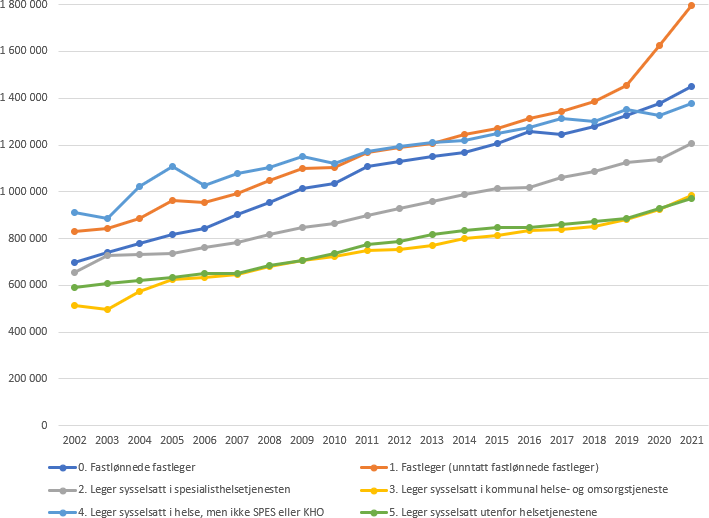 1 800 000
1 600 000
1 400 000
1 200 000
1 000 000
800 000
600 000
400 000
200 000
0
2002 2003 2004 2005 2006 2007 2008 2009 2010 2011 2012 2013 2014 2015 2016 2017 2018 2019 2020 2021
0. Fastlønnede fastleger 1. Fastleger (unntatt fastlønnede fastleger)
2. Leger sysselsatt i spesialisthelsetjenesten 3. Leger sysselsatt i kommunal helse- og omsorgstjeneste
4. Leger sysselsatt i helse, men ikke SPES eller KHO 5. Leger sysselsatt utenfor helsetjenestene